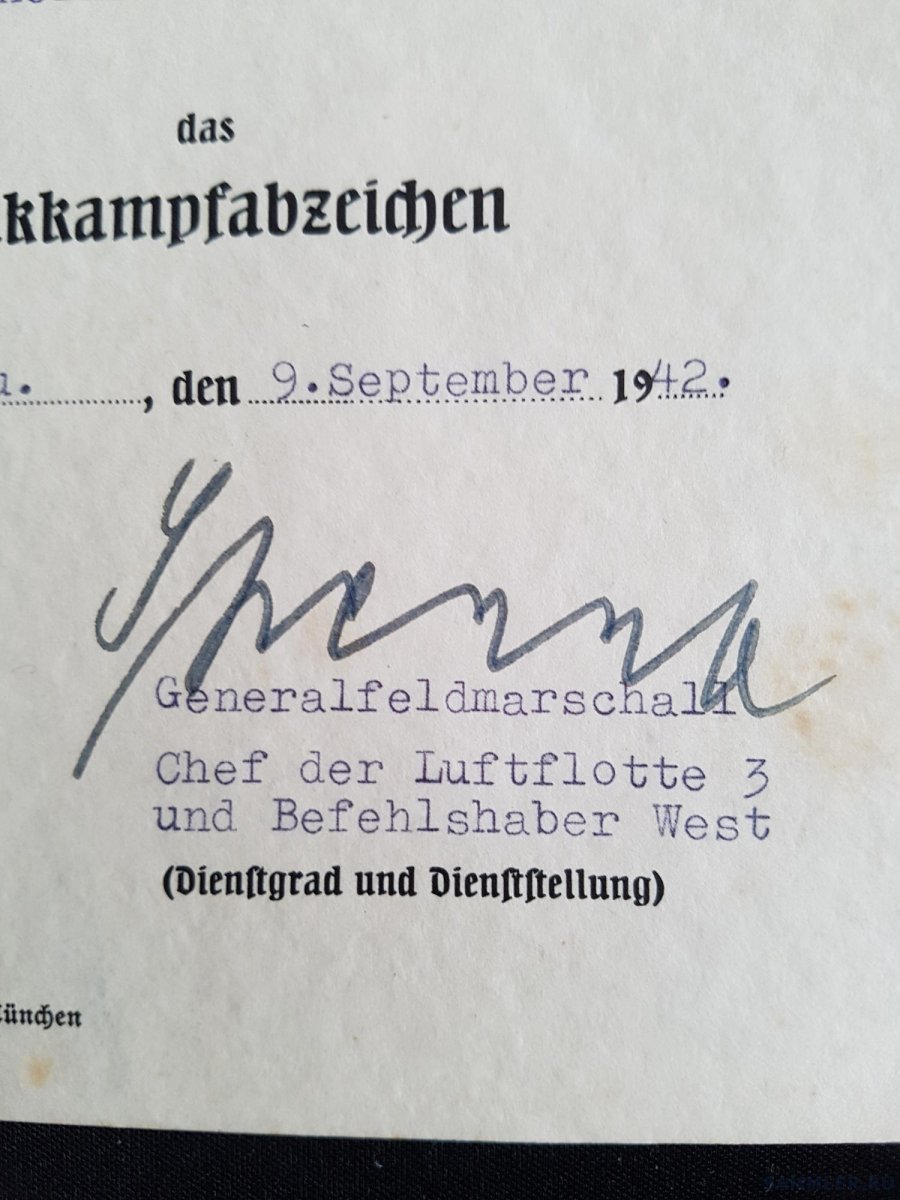 das
kkampfabzeichen
, den 9.September 1942.
Generalfeldmarschall
Chef der Luftflotte 3
und Befehlshaber West
(Dienstgrad und Dienststellung)
ünchen